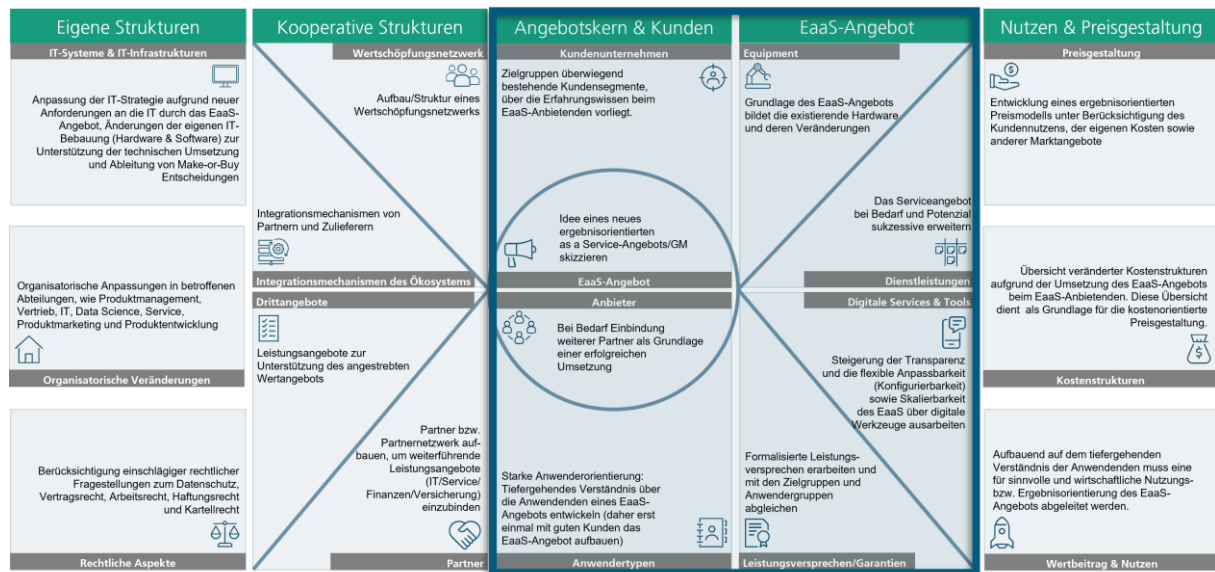 Eigene Strukturen
IT-Systeme & IT-Infrastrukturen
Anpassung der IT-Strategie aufgrund neuer
Anforderungen an die IT durch das EaaS-
Angebot, Änderungen der eigenen IT-
Bebauung (Hardware & Software) zur
Unterstützung der technischen Umsetzung
und Ableitung von Make-or-Buy
Entscheidungen
Organisatorische Anpassungen in betroffenen
Abteilungen, wie Produktmanagement,
Vertrieb, IT, Data Science, Service,
Produktmarketing und Produktentwicklung
Organisatorische Veränderungen
Berücksichtigung einschlägiger rechtlicher
Fragestellungen zum Datenschutz,
Vertragsrecht, Arbeitsrecht, Haftungsrecht
und Kartellrecht
Rechtliche Aspekte
Kooperative Strukturen
Wertschöpfungsnetzwerk
Aufbau/Struktur eines
Wertschöpfungsnetzwerks
Integrationsmechanismen von
Partnern und Zulieferern
Integrationsmechanismen des Ökosystems
Drittangebote
Leistungsangebote zur
Unterstützung des angestrebten
Wertangebots
Partner bzw.
Partnernetzwerk auf-
bauen, um weiterführende
Leistungsangebote
(IT/Service/
Finanzen/Versicherung)
einzubinden
Partner
Angebotskern & Kunden
Kundenunternehmen
Zielgruppen überwiegend
bestehende Kundensegmente,
über die Erfahrungswissen beim
EaaS-Anbietenden vorliegt.
Idee eines neues
ergebnisorientierten
as a Service-Angebots/GM
skizzieren
EaaS-Angebot
Anbieter
Bei Bedarf Einbindung
weiterer Partner als Grundlage
einer erfolgreichen
Umsetzung
Starke Anwenderorientierung:
Tiefergehendes Verständnis über
die Anwendenden eines EaaS-
Angebots entwickeln (daher erst
einmal mit guten Kunden das
EaaS-Angebot aufbauen)
Anwendertypen
EaaS-Angebot
Equipment
Grundlage des EaaS-Angebots
bildet die existierende Hardware
und deren Veränderungen
Das Serviceangebot
bei Bedarf und Potenzial
sukzessive erweitern
Dienstleistungen
Digitale Services & Tools
Steigerung der Transparenz
und die flexible Anpassbarkeit
(Konfigurierbarkeit)
sowie Skalierbarkeit
des EaaS über digitale
Werkzeuge ausarbeiten
Formalisierte Leistungs-
versprechen erarbeiten und
mit den Zielgruppen und
Anwendergruppen
abgleichen
Leistungsversprechen/Garantien
Nutzen & Preisgestaltung
Preisgestaltung
Entwicklung eines ergebnisorientierten
Preismodells unter Berücksichtigung des
Kundennutzens, der eigenen Kosten sowie
anderer Marktangebote
Übersicht veränderter Kostenstrukturen
aufgrund der Umsetzung des EaaS-Angebots
beim EaaS-Anbietenden. Diese Übersicht
dient als Grundlage für die kostenorientierte
Preisgestaltung.
Kostenstrukturen
Aufbauend auf dem tiefergehenden
Verständnis der Anwendenden muss eine
für sinnvolle und wirtschaftliche Nutzungs-
bzw. Ergebnisorientierung des EaaS-
Angebots abgeleitet werden.
Wertbeitrag & Nutzen